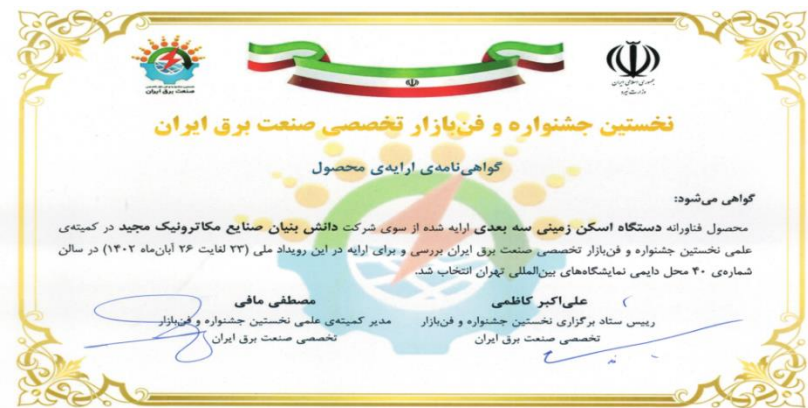 جمهوری اسلامی ایران
وزارت نیرو
صنعت برق ایران
نخستین جشنواره و فن‌بازار تخصصی صنعت برق ایران
گواهی‌نامه‌ی ارایه‌ی محصول
گواهی می‌شود:
محصول فناورانه دستگاه اسکن زمینی سه بعدی ارایه شده از سوی شرکت دانش بنیان صنایع مکاترونیک مجید در کمیته‌ی
علمی نخستین جشنواره و فن‌بازار تخصصی صنعت برق ایران بررسی و برای ارایه در این رویداد ملی (۲۳ لغایت ۲۶ آبان‌ماه ۱۴۰۲) در سالن
شماره‌ی ۴۰ محل دایمی نمایشگاه‌های بین‌المللی تهران انتخاب شد.
علی‌اکبر کاظمی
رییس ستاد برگزاری نخستین جشنواره و فن‌بازار
تخصصی صنعت برق ایران
مصطفی مافی
مدیر کمیته‌ی علمی نخستین جشنواره و فن‌بازار
تخصصی صنعت برق ایران